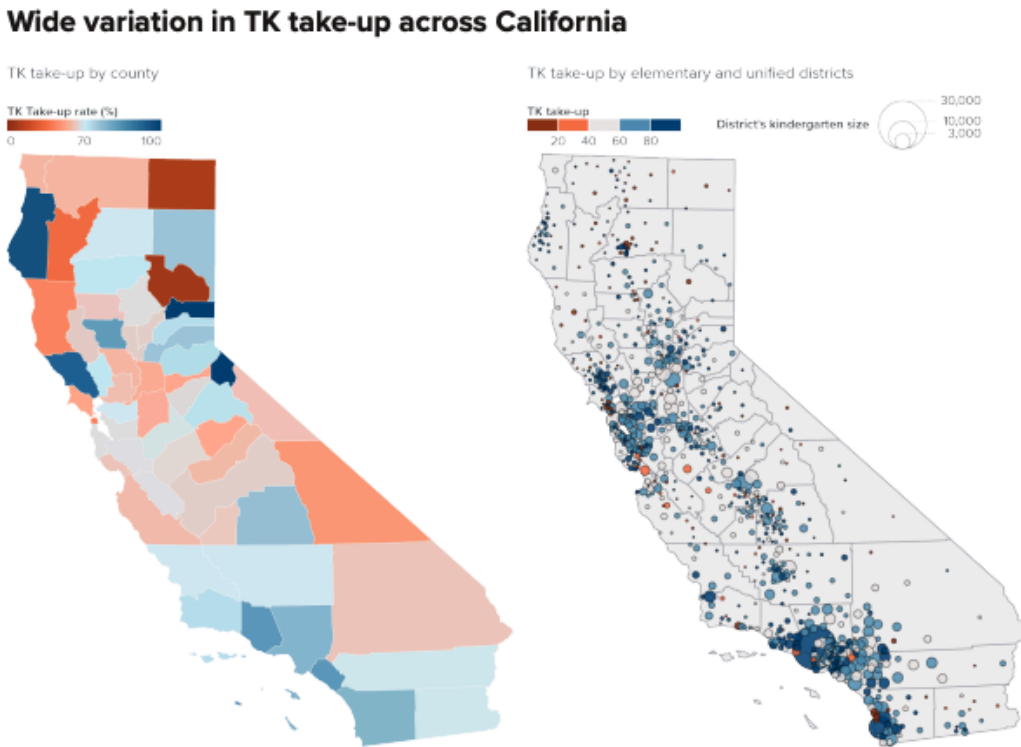 Wide variation in TK take-up across California
TK take-up by county
TK Take-up rate (%)
0 70 100
TK take-up by elementary and unified districts
TK take-up
20 40 60 80
District's kindergarten size
30,000
10,000
3,000